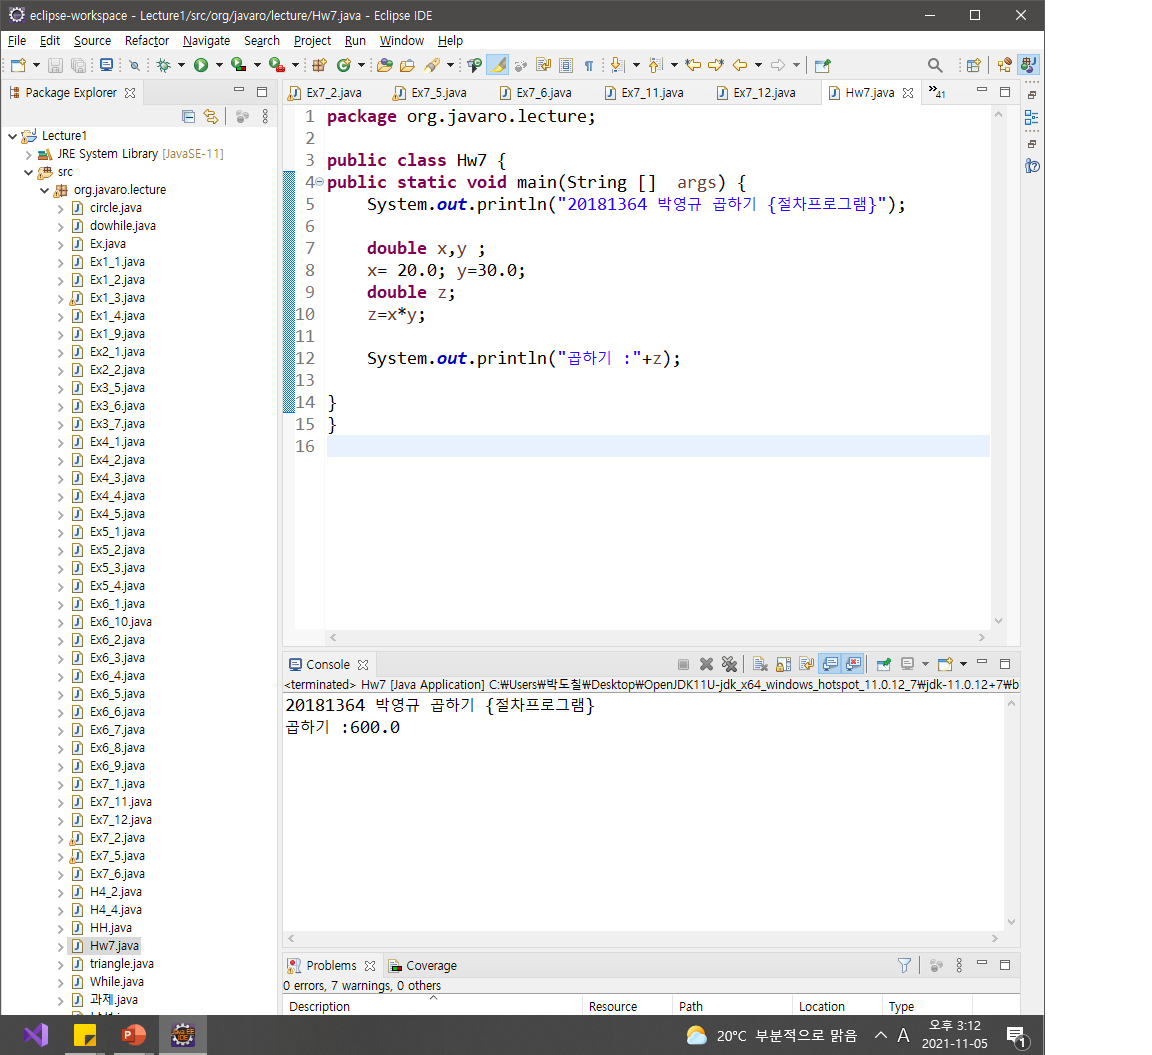 eclipse-workspace - Lecture1/src/org/javaro/lecture/Hw7.java - Eclipse IDE
File Edit Source Refactor Navigate Search Project Run Window Help
Package Explorer
Lecture1
JRE System Library [JavaSE-11]
src
org.javaro.lecture
circle.java
dowhile.java
Ex.java
Ex1_1.java
Ex1_2.java
Ex1_3.java
Ex1_4.java
Ex1_9.java
Ex2_1.java
Ex2_2.java
Ex3_5.java
Ex3_6.java
Ex3_7.java
Ex4_1.java
Ex4_2.java
Ex4_3.java
Ex4_4.java
Ex4_5.java
Ex5_1.java
Ex5_2.java
Ex5_3.java
Ex5_4.java
Ex6_1.java
Ex6_10.java
Ex6_2.java
Ex6_3.java
Ex6_4.java
Ex6_5.java
Ex6_6.java
Ex6_7.java
Ex6_8.java
Ex6_9.java
Ex7_1.java
Ex7_11.java
Ex7_12.java
Ex7_2.java
Ex7_5.java
Ex7_6.java
H4_2.java
H4_4.java
HH.java
Hw7.java
triangle.java
While.java
과제.java
Ex7_2.java Ex7_5.java Ex7_6.java Ex7_11.java Ex7_12.java Hw7.java »41
1 package org.javaro.lecture;
2
3 public class Hw7 {
4 public static void main(String []  args) {
5     System.out.println("20181364 박영규 곱하기 {절차프로그램}");
6
7     double x,y ;
8     x= 20.0; y=30.0;
9     double z;
10     z=x*y;
11
12     System.out.println("곱하기 :"+z);
13
14 }
15 }
16
Console
<terminated> Hw7 [Java Application] C:₩Users₩박도칠₩Desktop₩OpenJDK11U-jdk_x64_windows_hotspot_11.0.12_7₩jdk-11.0.12+7₩b
20181364 박영규 곱하기 {절차프로그램}
곱하기 :600.0
Problems Coverage
0 errors, 7 warnings, 0 others
Description Resource Path Location Type
20℃ 부분적으로 맑음 A 오후 3:12
2021-11-05
1